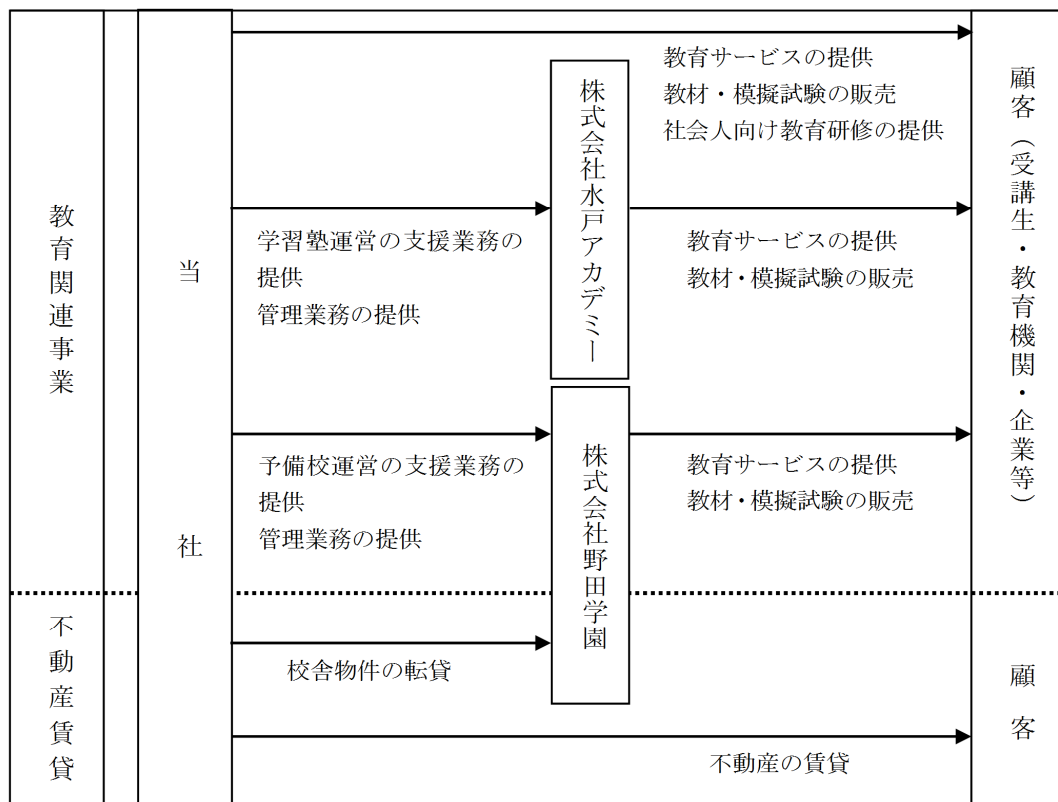 教育関連事業
不動産賃貸
当社
教育サービスの提供
教材・模擬試験の販売
社会人向け教育研修の提供
株式会社水戸アカデミー
学習塾運営の支援業務の
提供
管理業務の提供
教育サービスの提供
教材・模擬試験の販売
株式会社野田学園
予備校運営の支援業務の
提供
管理業務の提供
教育サービスの提供
教材・模擬試験の販売
校舎物件の転貸
不動産の賃貸
顧客（受講生・教育機関・企業等）
顧客